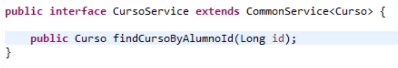 public interface CursoService extends CommonService<Curso> {
public Curso findCursoByAlumnoId(Long id);
}